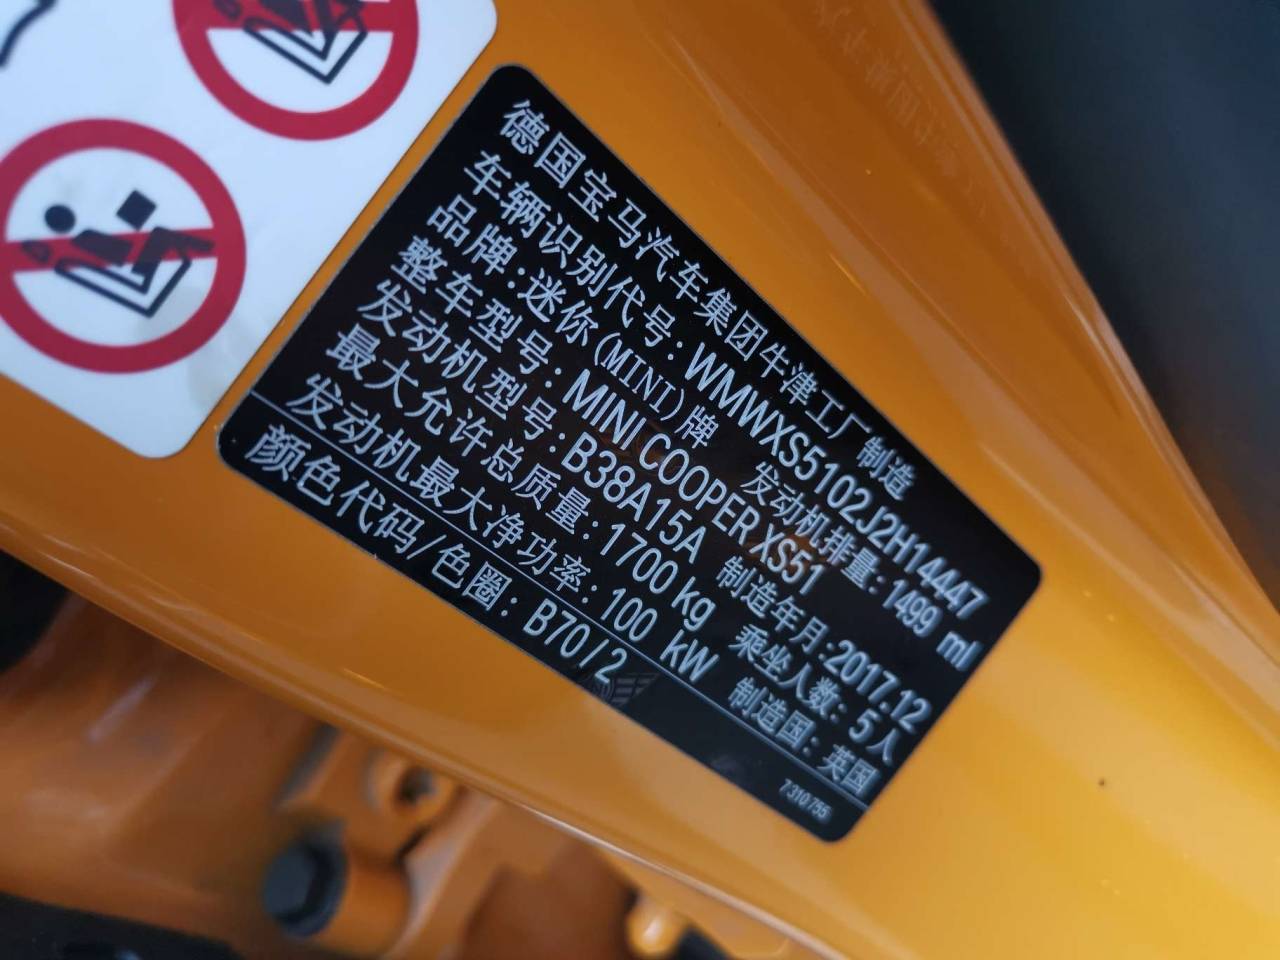 德国宝马汽车集团牛津工厂制造
车辆识别代号: WMWXS5102J2H14447
品牌:迷你(MINI)牌 发动机排量: 1499 ml
整车型号: MINI COOPER XS51
发动机型号: B38A15A 制造年月:2017.12
最大允许总质量: 1700 kg 乘坐人数: 5人
发动机最大净功率: 100 kW 制造国: 英国
颜色代码/色圈: B70 / 2
7310755